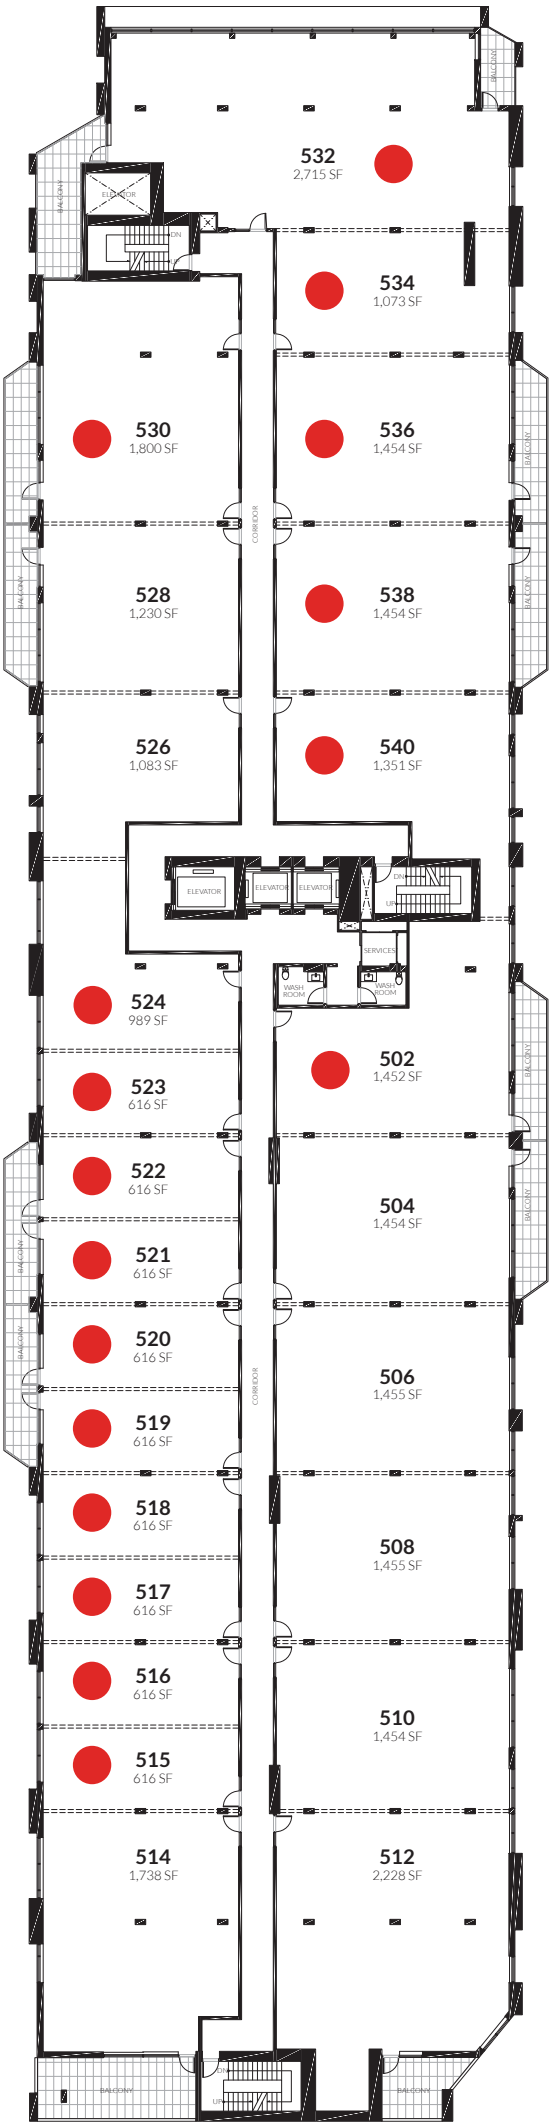 BALCONY
532
2,715 SF
ELEVATOR
BALCONY
DN
UP
534
1,073 SF
530
1,800 SF
536
1,454 SF
BALCONY
CORRIDOR
528
1,230 SF
538
1,454 SF
BALCONY
BALCONY
526
1,083 SF
540
1,351 SF
ELEVATOR
ELEVATOR
ELEVATOR
DN
UP
SERVICES
WASH
ROOM
WASH
ROOM
524
989 SF
502
1,452 SF
BALCONY
523
616 SF
522
616 SF
504
1,454 SF
BALCONY
521
616 SF
BALCONY
520
616 SF
BALCONY
506
1,455 SF
CORRIDOR
519
616 SF
518
616 SF
508
1,455 SF
517
616 SF
516
616 SF
510
1,454 SF
515
616 SF
514
1,738 SF
512
2,228 SF
DN
UP
BALCONY
BALCONY